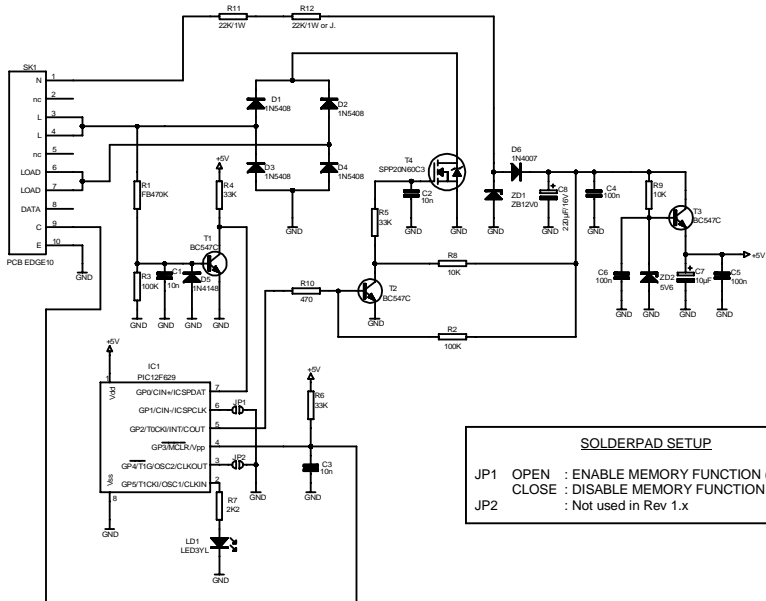 R11
22K/1W
R12
22K/1W or J.
SK1
N 1
nc 2
L 3
L 4
nc 5
LOAD 6
LOAD 7
DATA 8
C 9
E 10
PCB EDGE10
GND
R1
FB470K
R3
100K
GND
C1
10n
GND
D5
1N4148
GND
+5V
R4
33K
T1
BC547C
GND
D1
1N5408
D2
1N5408
D3
1N5408
D4
1N5408
GND
T4
SPP20N60C3
C2
10n
GND
GND
R5
33K
R8
10K
R10
470
T2
BC547C
GND
R2
100K
D6
1N4007
ZD1
ZB12V0
GND
C8
220µF/16V
GND
C4
100n
GND
R9
10K
T3
BC547C
+5V
C6
100n
GND
ZD2
5V6
GND
C7
10µF
GND
C5
100n
GND
+5V
IC1
PIC12F629
1
Vdd
GP0/CIN+/ICSPDAT 7
GP1/CIN-/ICSPCLK 6
JP1
GP2/T0CKI/INT/COUT 5
GP3/MCLR/Vpp 4
GP4/T1G/OSC2/CLKOUT 3
JP2
GP5/T1CKI/OSC1/CLKIN 2
Vss
8
GND
R7
2K2
LD1
LED3YL
GND
GND
+5V
R6
33K
C3
10n
GND
SOLDERPAD SETUP
JP1 OPEN : ENABLE MEMORY FUNCTION
CLOSE : DISABLE MEMORY FUNCTION
JP2 : Not used in Rev 1.x